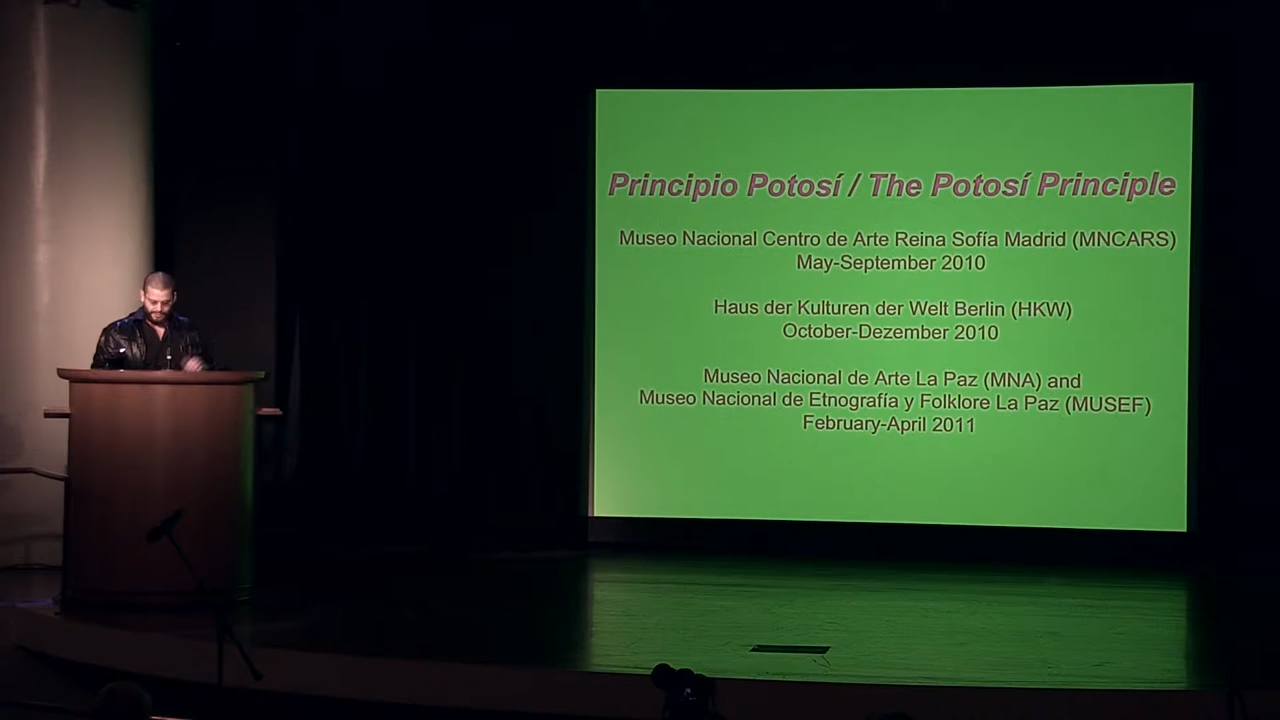 Principio Potosí / The Potosí Principle
Museo Nacional Centro de Arte Reina Sofía Madrid (MNCARS)
May-September 2010
Haus der Kulturen der Welt Berlin (HKW)
October-Dezember 2010
Museo Nacional de Arte La Paz (MNA) and
Museo Nacional de Etnografía y Folklore La Paz (MUSEF)
February-April 2011